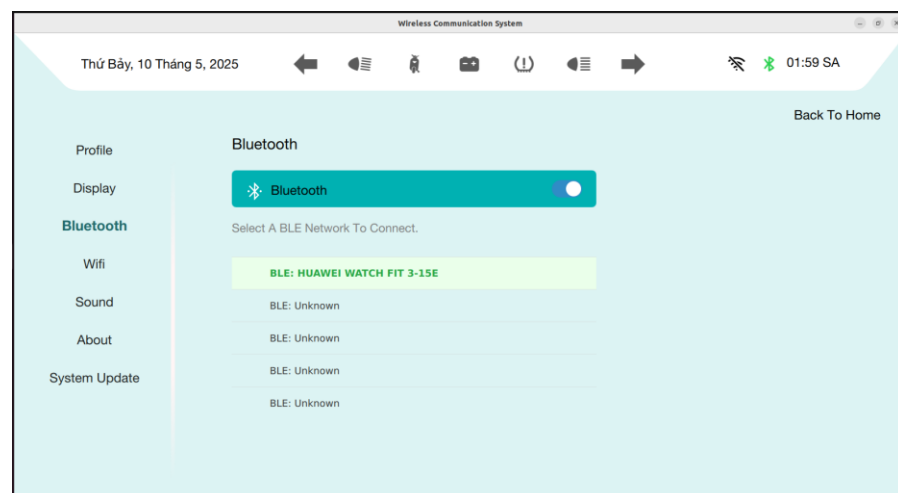 Wireless Communication System
Thứ Bảy, 10 Tháng 5, 2025
01:59 SA
Back To Home
Profile
Display
Bluetooth
Wifi
Sound
About
System Update
Bluetooth
Bluetooth
Select A BLE Network To Connect.
BLE: HUAWEI WATCH FIT 3-15E
BLE: Unknown
BLE: Unknown
BLE: Unknown
BLE: Unknown